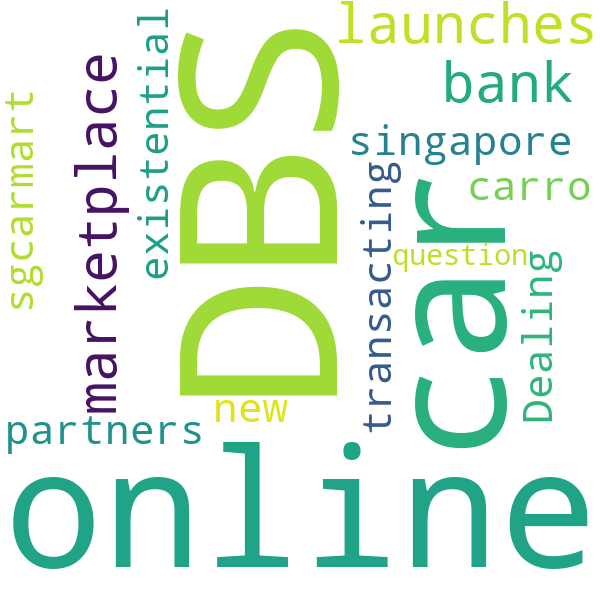 launches
bank
singapore
carro
question
DBS
car
existential
marketplace
sgcarmart
transacting
Dealing
new
partners
online